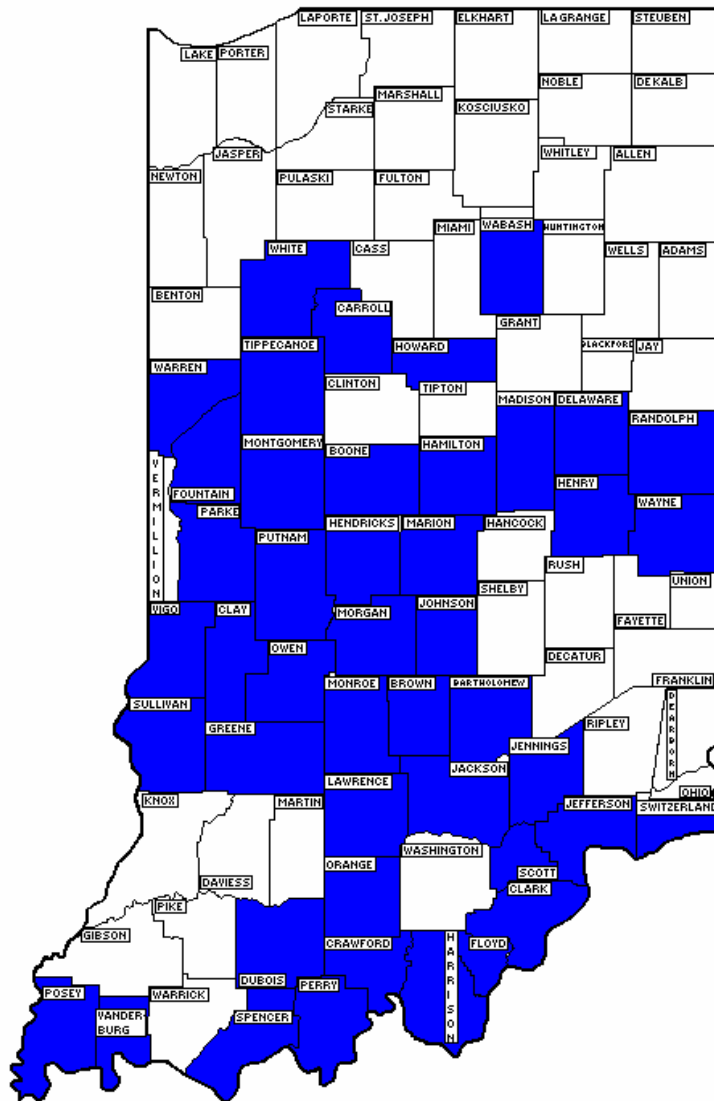 LAPORTE
ST. JOSEPH
ELKHART
LAGRANGE
STEUBEN
LAKE
PORTER
NOBLE
DEKALB
MARSHALL
STARKE
KOSCIUSKO
JASPER
WHITLEY
ALLEN
NEWTON
PULASKI
FULTON
MIAMI
WABASH
HUNTINGTON
WHITE
CASS
WELLS
ADAMS
BENTON
CARROLL
GRANT
TIPPECANOE
HOWARD
BLACKFORD
JAY
WARREN
CLINTON
TIPTON
MADISON
DELAWARE
RANDOLPH
MONTGOMERY
BOONE
HAMILTON
VERMILLION
FOUNTAIN
HENRY
WAYNE
PARKE
PUTNAM
HENDRICKS
MARION
HANCOCK
RUSH
UNION
SHELBY
VIGO
CLAY
MORGAN
JOHNSON
FAYETTE
OWEN
DECATUR
MONROE
BROWN
BARTHOLOMEW
FRANKLIN
SULLIVAN
GREENE
RIPLEY
DEARBORN
JENNINGS
LAWRENCE
JACKSON
OHIO
KNOX
MARTIN
JEFFERSON
SWITZERLAND
ORANGE
WASHINGTON
DAVIESS
SCOTT
CLARK
PIKE
GIBSON
CRAWFORD
HARRISON
FLOYD
DUBOIS
PERRY
POSEY
WARRICK
VANDER-
BURG
SPENCER